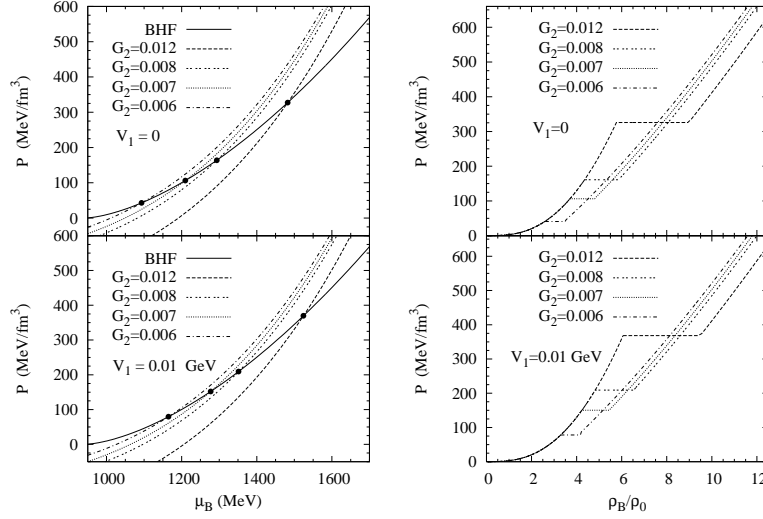 600
500
400
300
200
100
0
P (MeV/fm³)
BHF
G₂=0.012
G₂=0.008
G₂=0.007
G₂=0.006
V₁ = 0
600
500
400
300
200
100
0
P (MeV/fm³)
BHF
G₂=0.012
G₂=0.008
G₂=0.007
G₂=0.006
V₁ = 0.01 GeV
1000 1200 1400 1600
μ_B (MeV)
600
500
400
300
200
100
0
P (MeV/fm³)
G₂=0.012
G₂=0.008
G₂=0.007
G₂=0.006
V₁=0
600
500
400
300
200
100
0
P (MeV/fm³)
G₂=0.012
G₂=0.008
G₂=0.007
G₂=0.006
V₁=0.01 GeV
0 2 4 6 8 10 12
ρ_B/ρ₀